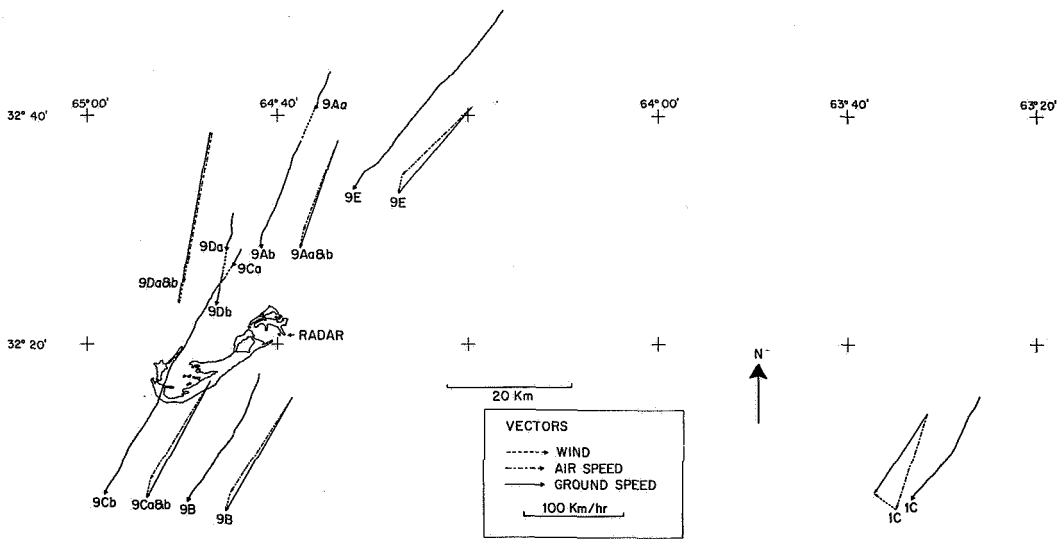 65°00'
64°40'
64°00'
63°40'
63°20'
32° 40'
9Aa
9E
9E
9Da
9Ca
9Ab
9Aa&b
9Da&b
9Db
RADAR
32° 20'
20 Km
N
VECTORS
WIND
AIR SPEED
GROUND SPEED
100 Km/hr
9Cb
9Ca&b
9B
9B
1C
1C